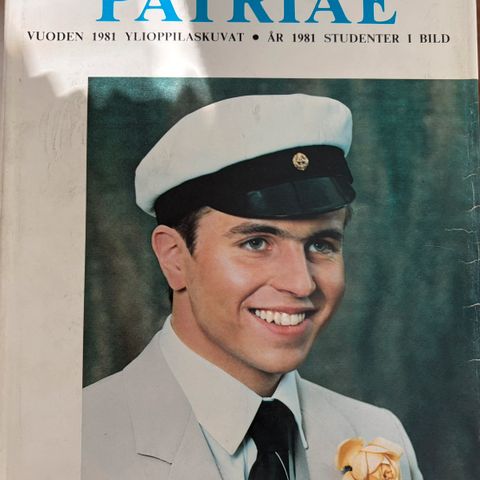 PATRIAE
VUODEN 1981 YLIOPPILASKUVAT • ÅR 1981 STUDENTER I BILD